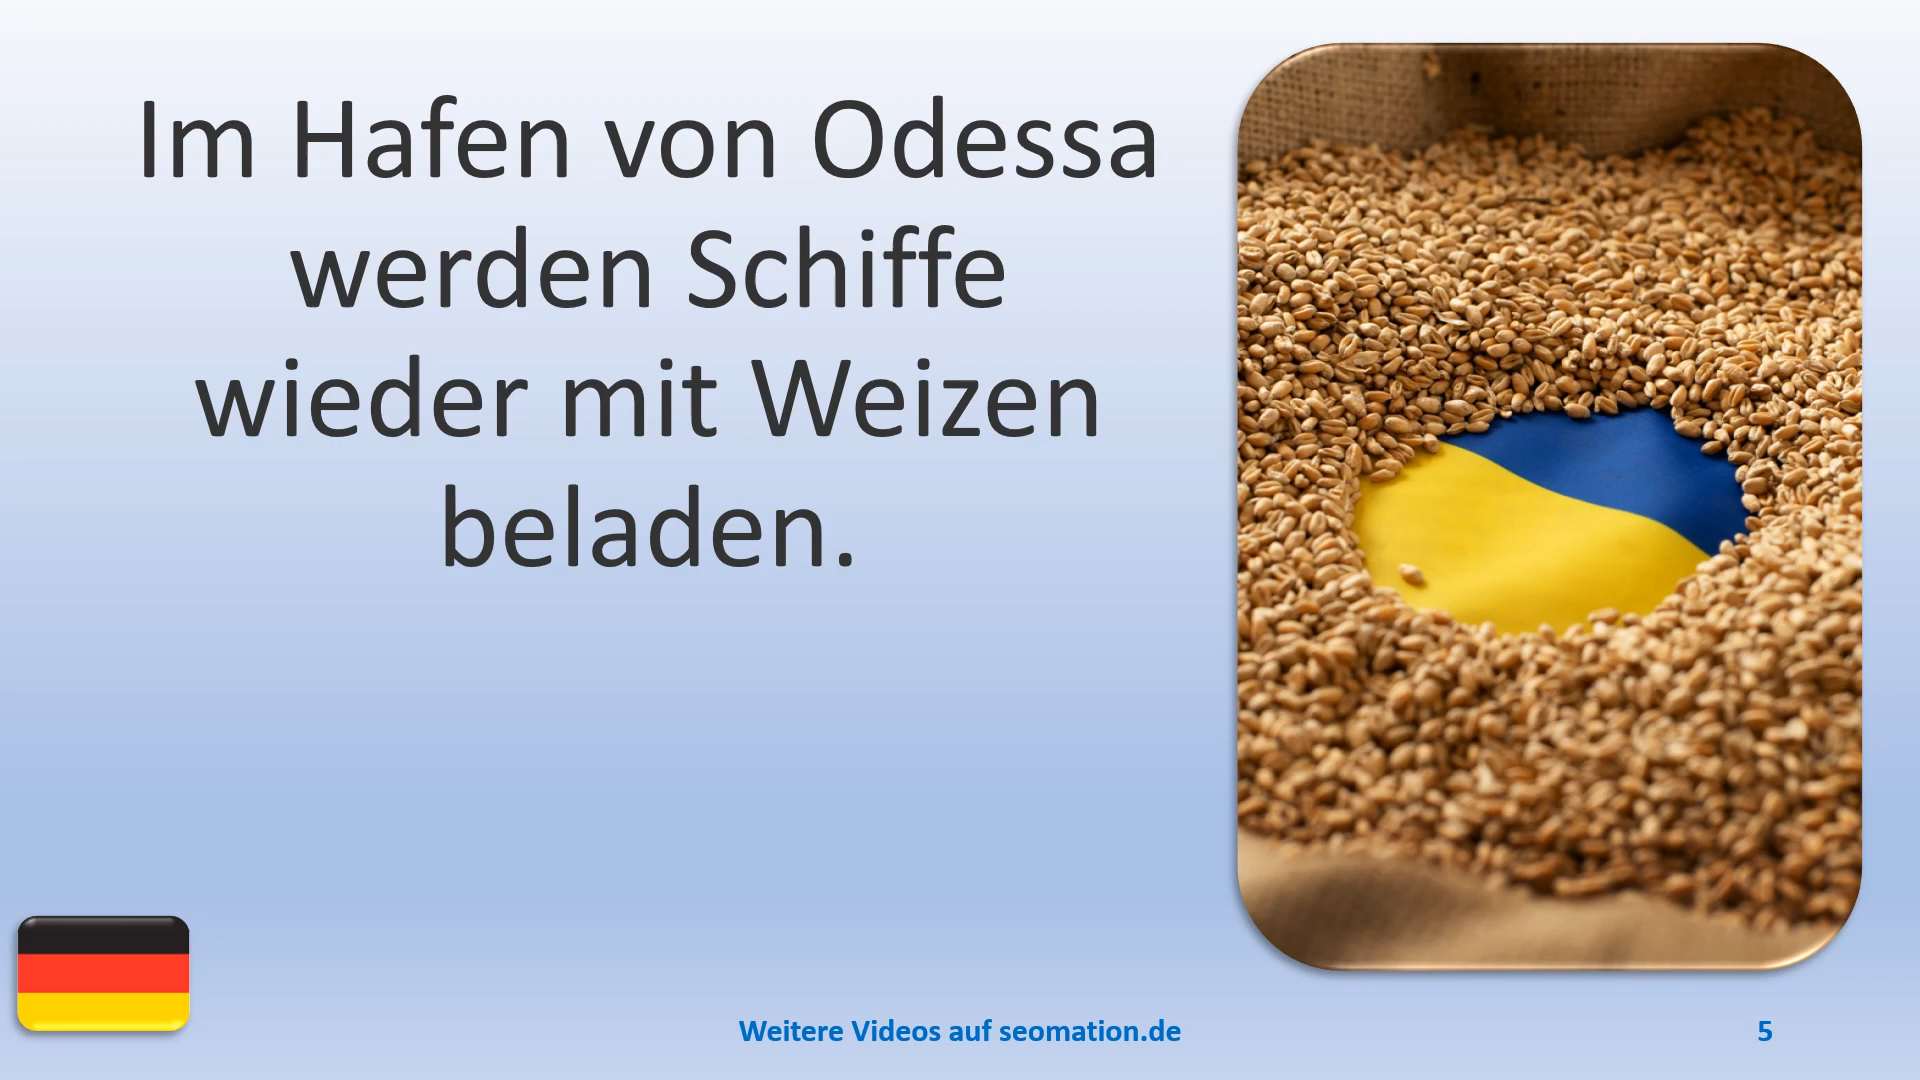 Im Hafen von Odessa
werden Schiffe
wieder mit Weizen
beladen.
Weitere Videos auf seomation.de
5